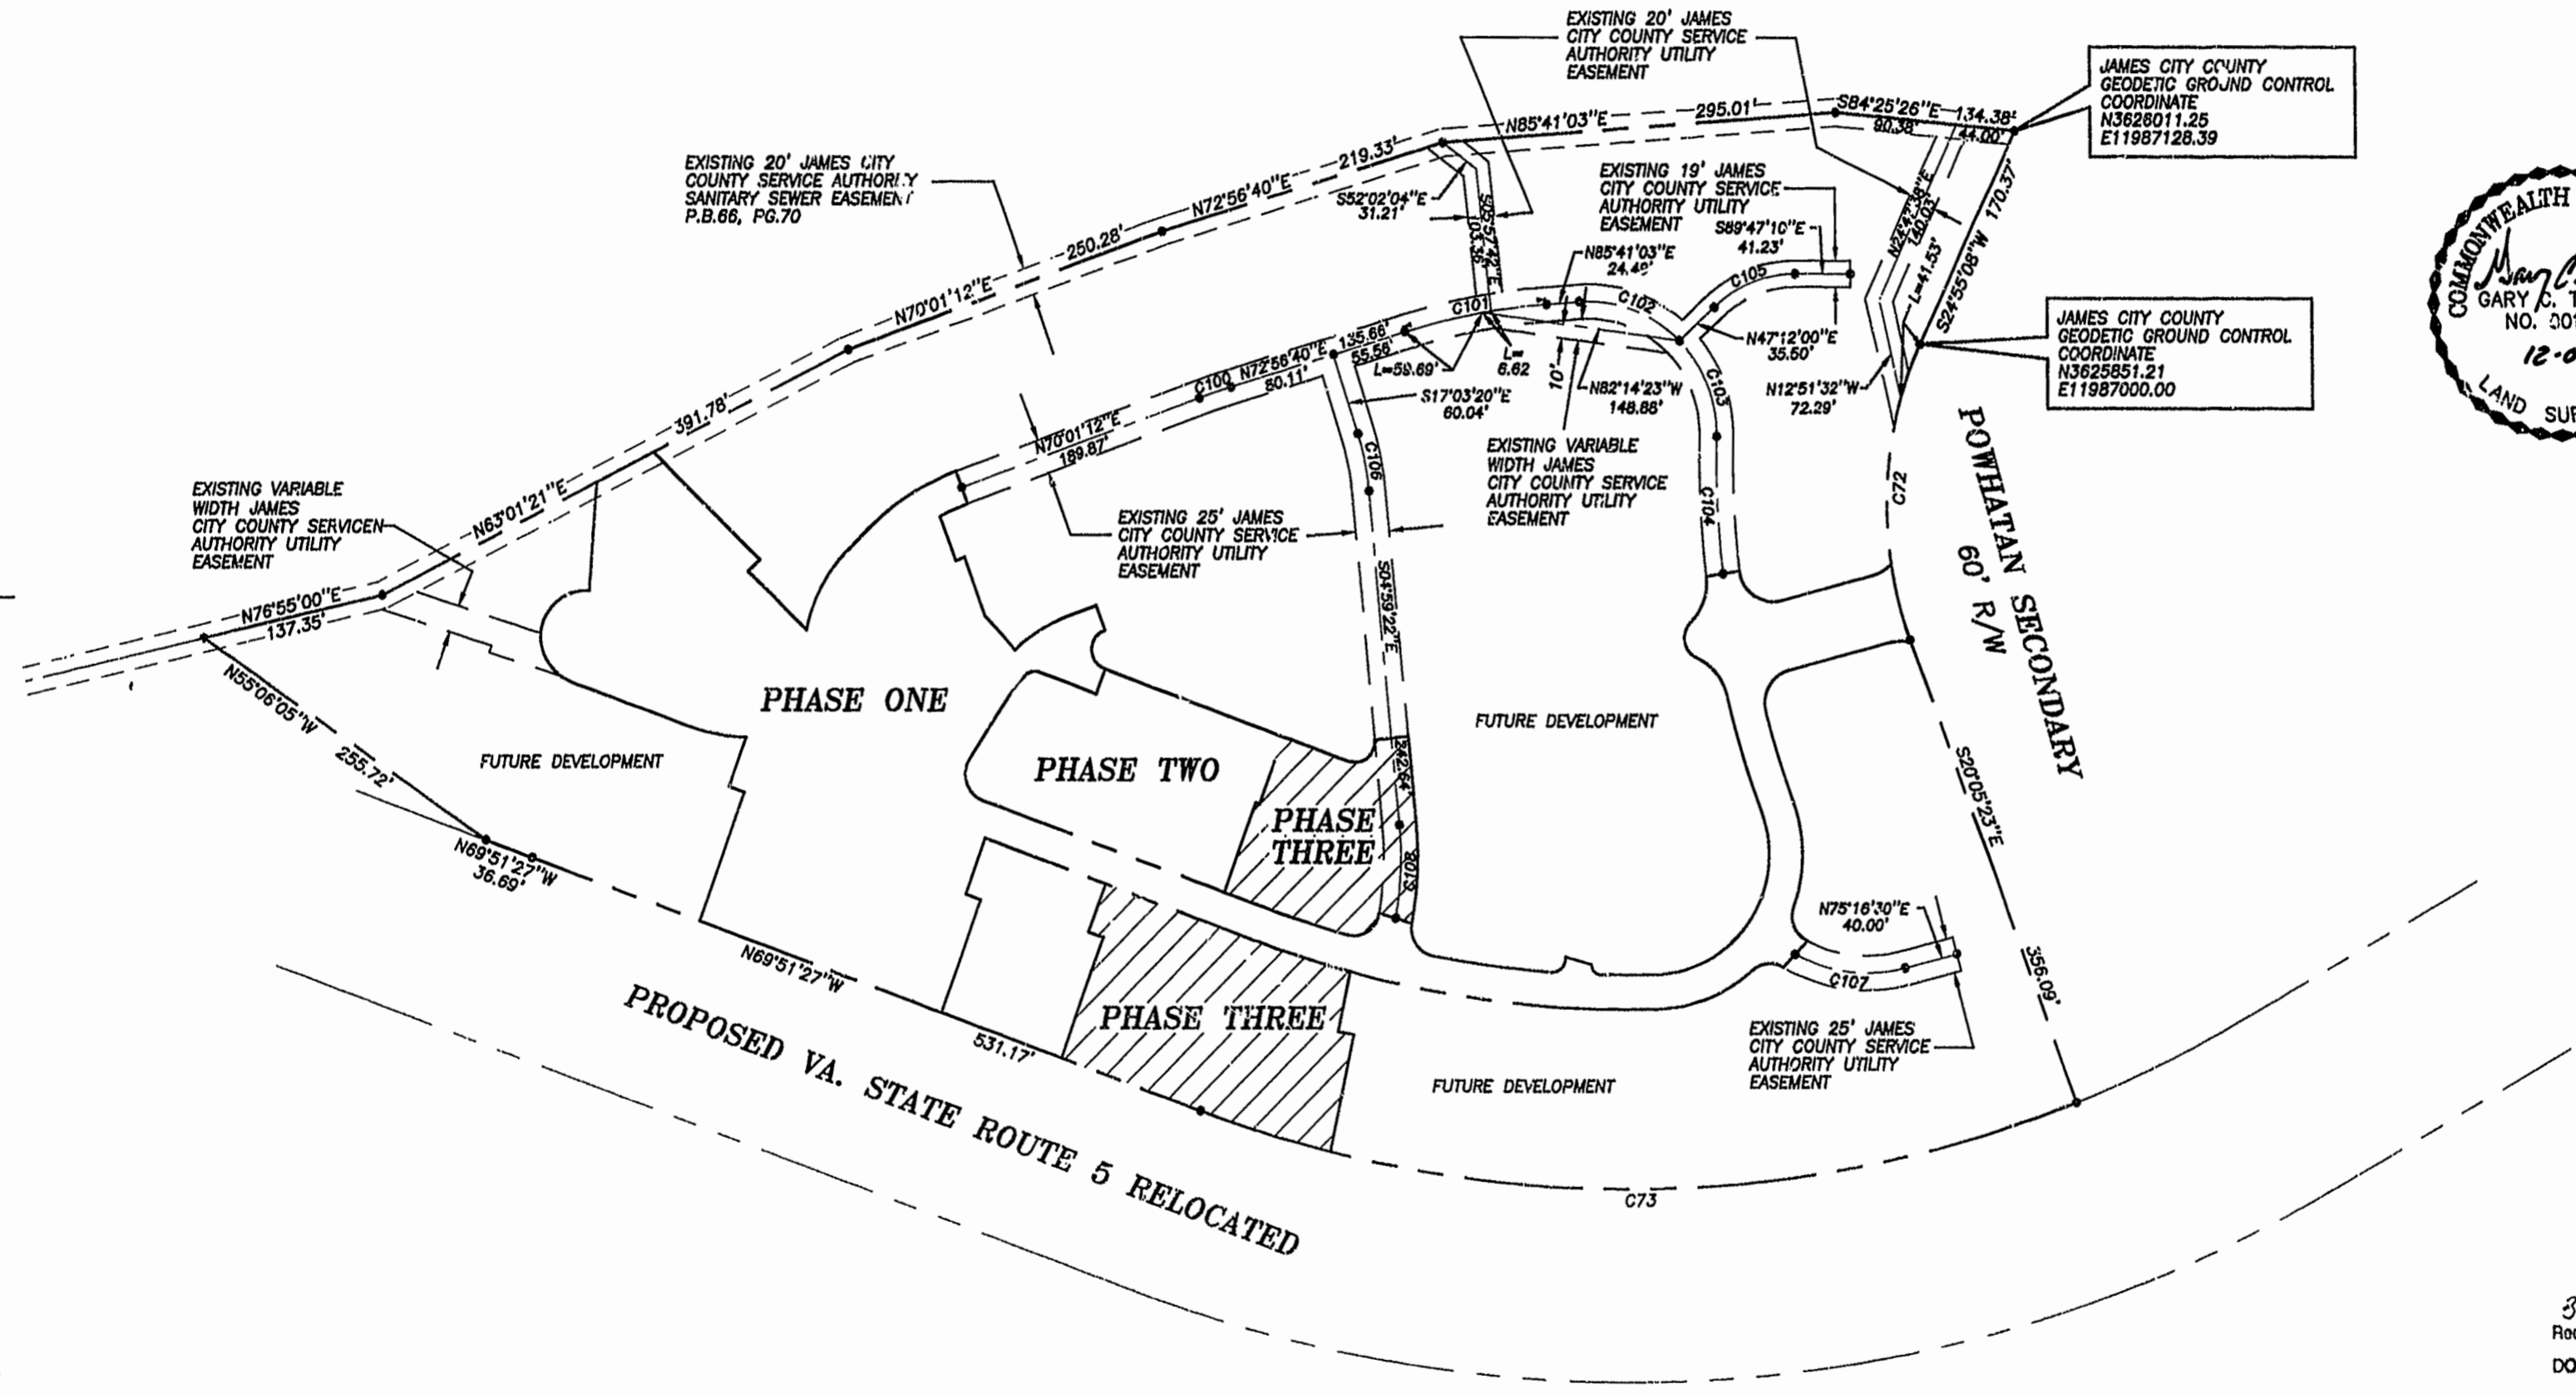 EXISTING 20' JAMES
CITY COUNTY SERVICE
AUTHORITY UTILITY
EASEMENT
JAMES CITY COUNTY
GEODETIC GROUND CONTROL
COORDINATE
N3626011.25
E11987128.39
S84°25'26"E 134.38'
90.38'
44.00'
N85°41'03"E
295.01'
219.33'
N72°56'40"E
250.28'
N70°01'12"E
391.78'
N63°01'21"E
N76°55'00"E
137.35'
EXISTING 20' JAMES CITY
COUNTY SERVICE AUTHORITY
SANITARY SEWER EASEMENT
P.B.66, PG.70
S52°02'04"E
31.21'
EXISTING 19' JAMES
CITY COUNTY SERVICE
AUTHORITY UTILITY
EASEMENT
S89°47'10"E
41.23'
N85°41'03"E
24.49'
140.03'
L=41.53'
170.37'
S24°55'08"W
COMMONWEALTH
GARY C.
NO.
LAND
JAMES CITY COUNTY
GEODETIC GROUND CONTROL
COORDINATE
N3625851.21
E11987000.00
C100
N72°56'40"E
80.11'
135.66'
55.56'
C101
C102
C105
N47°12'00"E
35.50'
L=59.69'
L=
6.62
10'
N82°14'23"W
148.88'
C103
N12°51'32"W
72.29'
S17°03'20"E
60.04'
N70°01'12"E
189.87'
C106
C104
C72
EXISTING VARIABLE
WIDTH JAMES
CITY COUNTY SERVICE
AUTHORITY UTILITY
EASEMENT
EXISTING VARIABLE
WIDTH JAMES
CITY COUNTY SERVICEN
AUTHORITY UTILITY
EASEMENT
EXISTING 25' JAMES
CITY COUNTY SERVICE
AUTHORITY UTILITY
EASEMENT
S04°59'22"E
242.64'
POWHATAN SECONDARY
60' R/W
N55°06'05"W
255.72'
FUTURE DEVELOPMENT
PHASE ONE
PHASE TWO
PHASE
THREE
C108
FUTURE DEVELOPMENT
S20°05'23"E
356.09'
N69°51'27"W
36.69'
N69°51'27"W
531.17'
PHASE THREE
N75°16'30"E
40.00'
C107
EXISTING 25' JAMES
CITY COUNTY SERVICE
AUTHORITY UTILITY
EASEMENT
FUTURE DEVELOPMENT
PROPOSED VA. STATE ROUTE 5 RELOCATED
C73